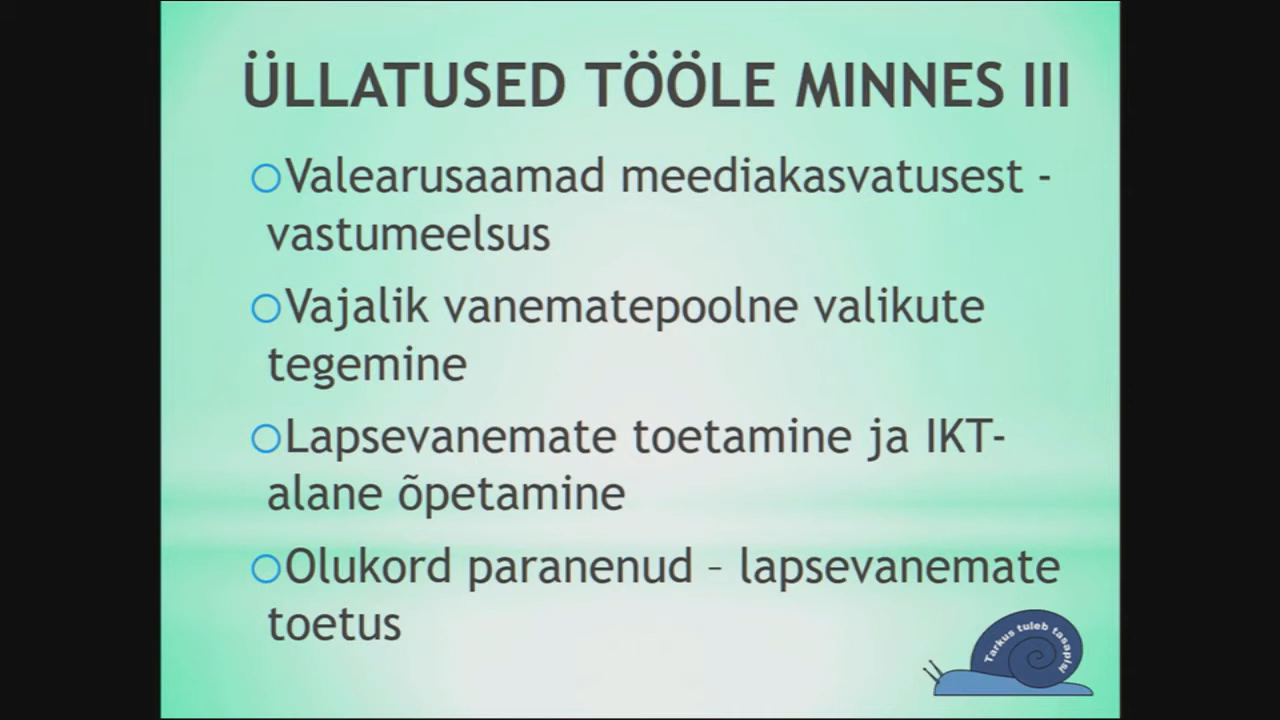 ÜLLATUSED TÖÖLE MINNES III
Valearusaamad meediakasvatusest -
vastumeelsus
Vajalik vanematepoolne valikute
tegemine
Lapsevanemate toetamine ja IKT-
alane õpetamine
Olukord paranenud – lapsevanemate
toetus
Tarkus tuleb tasapisi